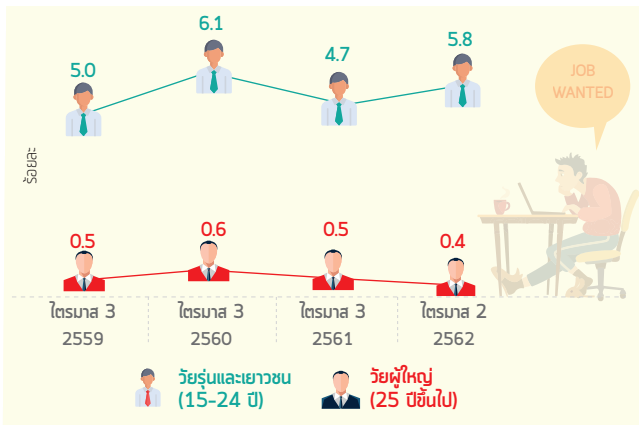 6.1
5.8
5.0
4.7
JOB
WANTED
ร้อยละ
0.5
0.6
0.5
0.4
ไตรมาส 3
2559
ไตรมาส 3
2560
ไตรมาส 3
2561
ไตรมาส 2
2562
วัยรุ่นและเยาวชน
(15-24 ปี)
วัยผู้ใหญ่
(25 ปีขึ้นไป)